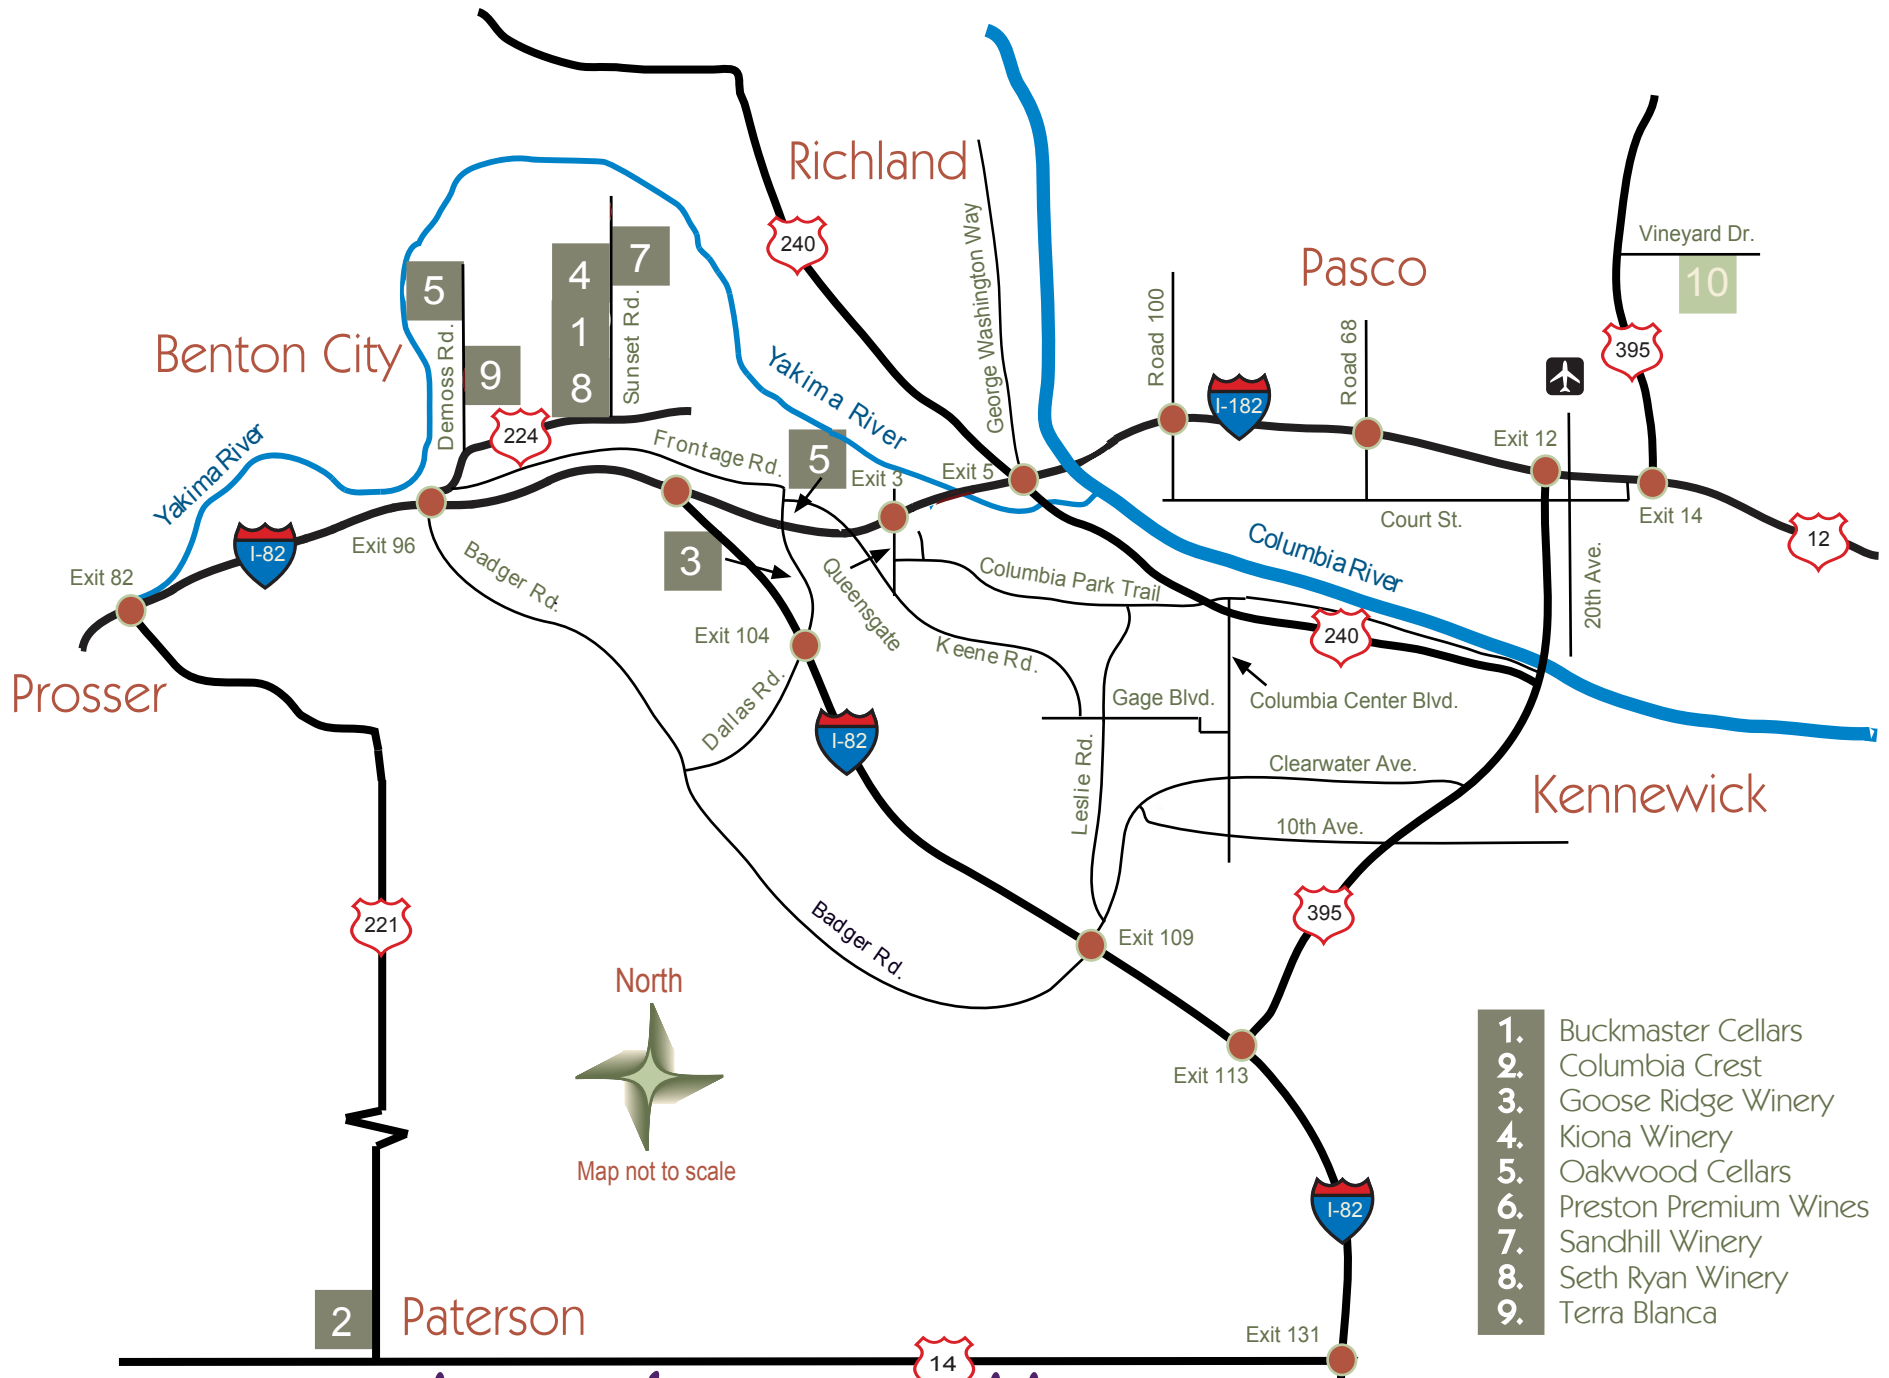 Richland
240
George Washington Way
Vineyard Dr.
10
Pasco
7
4
Sunset Rd.
5
1
Road 100
Road 68
395
Benton City
Demoss Rd.
9
8
Yakima River
I-182
224
Frontage Rd.
5
Exit 3
Exit 5
Exit 12
Yakima River
Court St.
Exit 14
12
I-82
Exit 96
Exit 82
Badger Rd.
3
Queensgate
Columbia Park Trail
Columbia River
20th Ave.
Exit 104
Keene Rd.
240
Prosser
Dallas Rd.
Gage Blvd.
Columbia Center Blvd.
I-82
Leslie Rd.
Clearwater Ave.
Kennewick
10th Ave.
221
Badger Rd.
395
Exit 109
North
Map not to scale
Exit 113
1. Buckmaster Cellars
2. Columbia Crest
3. Goose Ridge Winery
4. Kiona Winery
5. Oakwood Cellars
6. Preston Premium Wines
7. Sandhill Winery
8. Seth Ryan Winery
9. Terra Blanca
I-82
2
Paterson
Exit 131
14